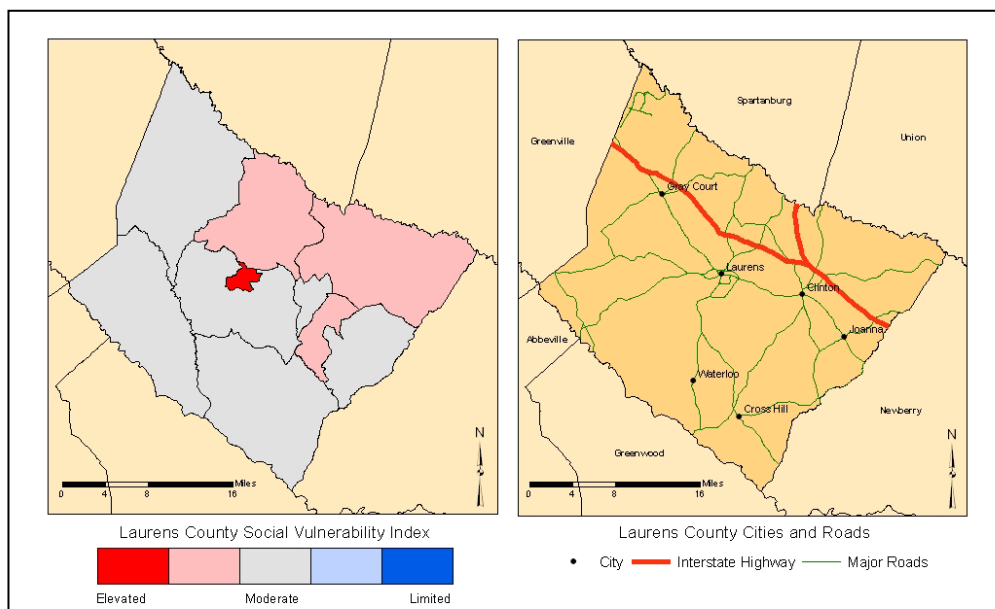 N
Miles
0 4 8 16
Laurens County Social Vulnerability Index
Elevated Moderate Limited
Spartanburg
Union
Greenville
Gray Court
Laurens
Clinton
Joanna
Abbeville
Waterloo
Cross Hill
Newberry
Greenwood
N
Miles
0 4 8 16
Laurens County Cities and Roads
City Interstate Highway Major Roads